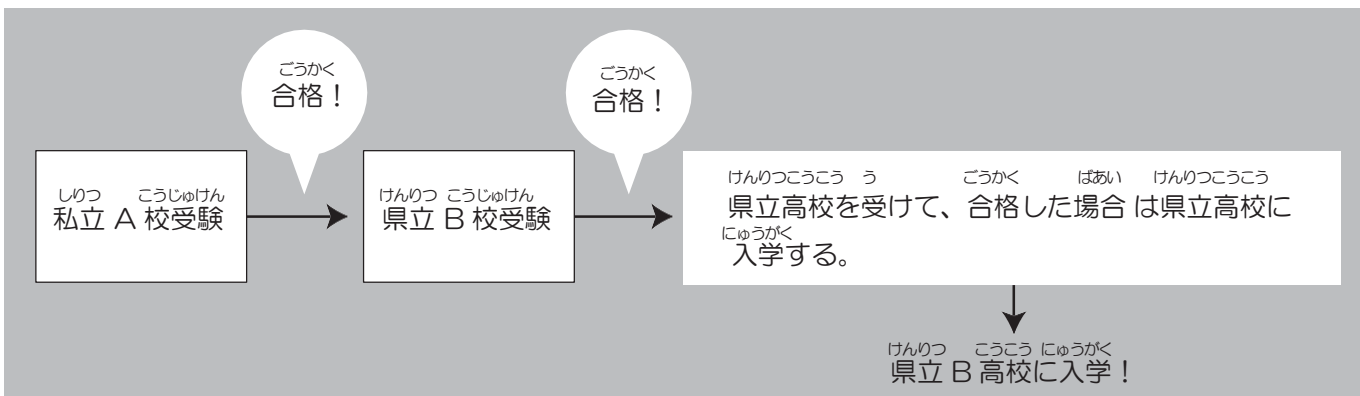 ごうかく
合格！
ごうかく
合格！
しりつ こうじゅけん
私立 A 校受験
けんりつ こうじゅけん
県立 B 校受験
けんりつこうこう う ごうかく ばあい けんりつこうこう
県立高校を受けて、合格した場合 は県立高校に
にゅうがく
入学する。
けんりつ こうこう にゅうがく
県立 B 高校に入学！